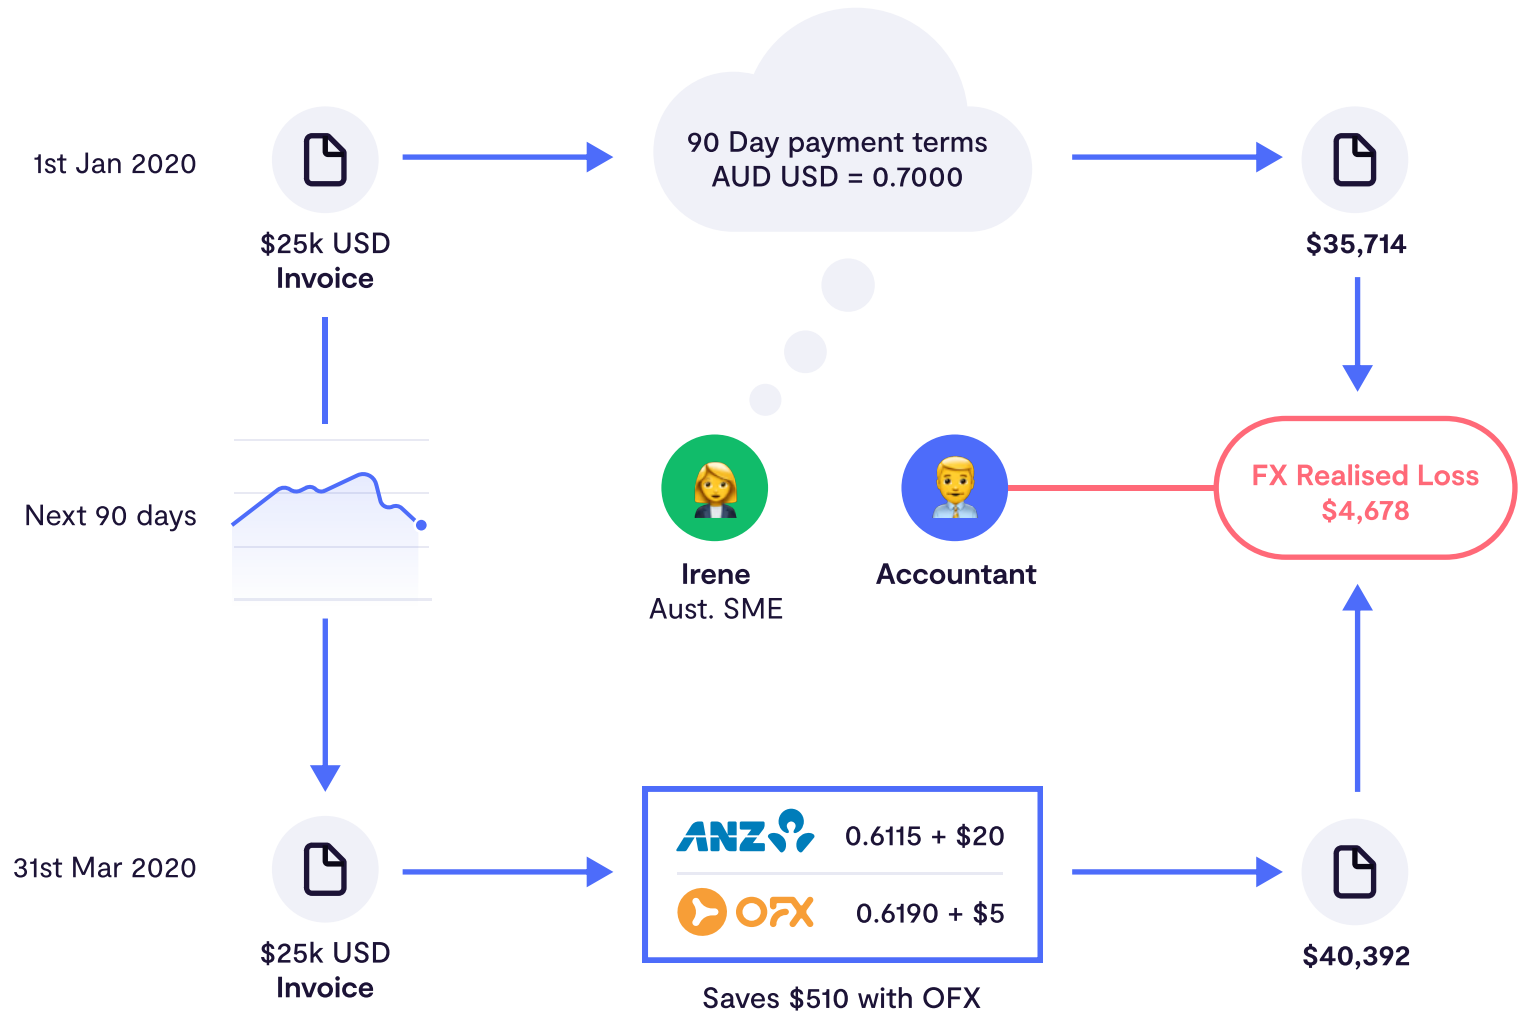 1st Jan 2020
$25k USD
Invoice
90 Day payment terms
AUD USD = 0.7000
$35,714
Next 90 days
Irene
Aust. SME
Accountant
FX Realised Loss
$4,678
31st Mar 2020
$25k USD
Invoice
ANZ 0.6115 + $20
OFX 0.6190 + $5
Saves $510 with OFX
$40,392